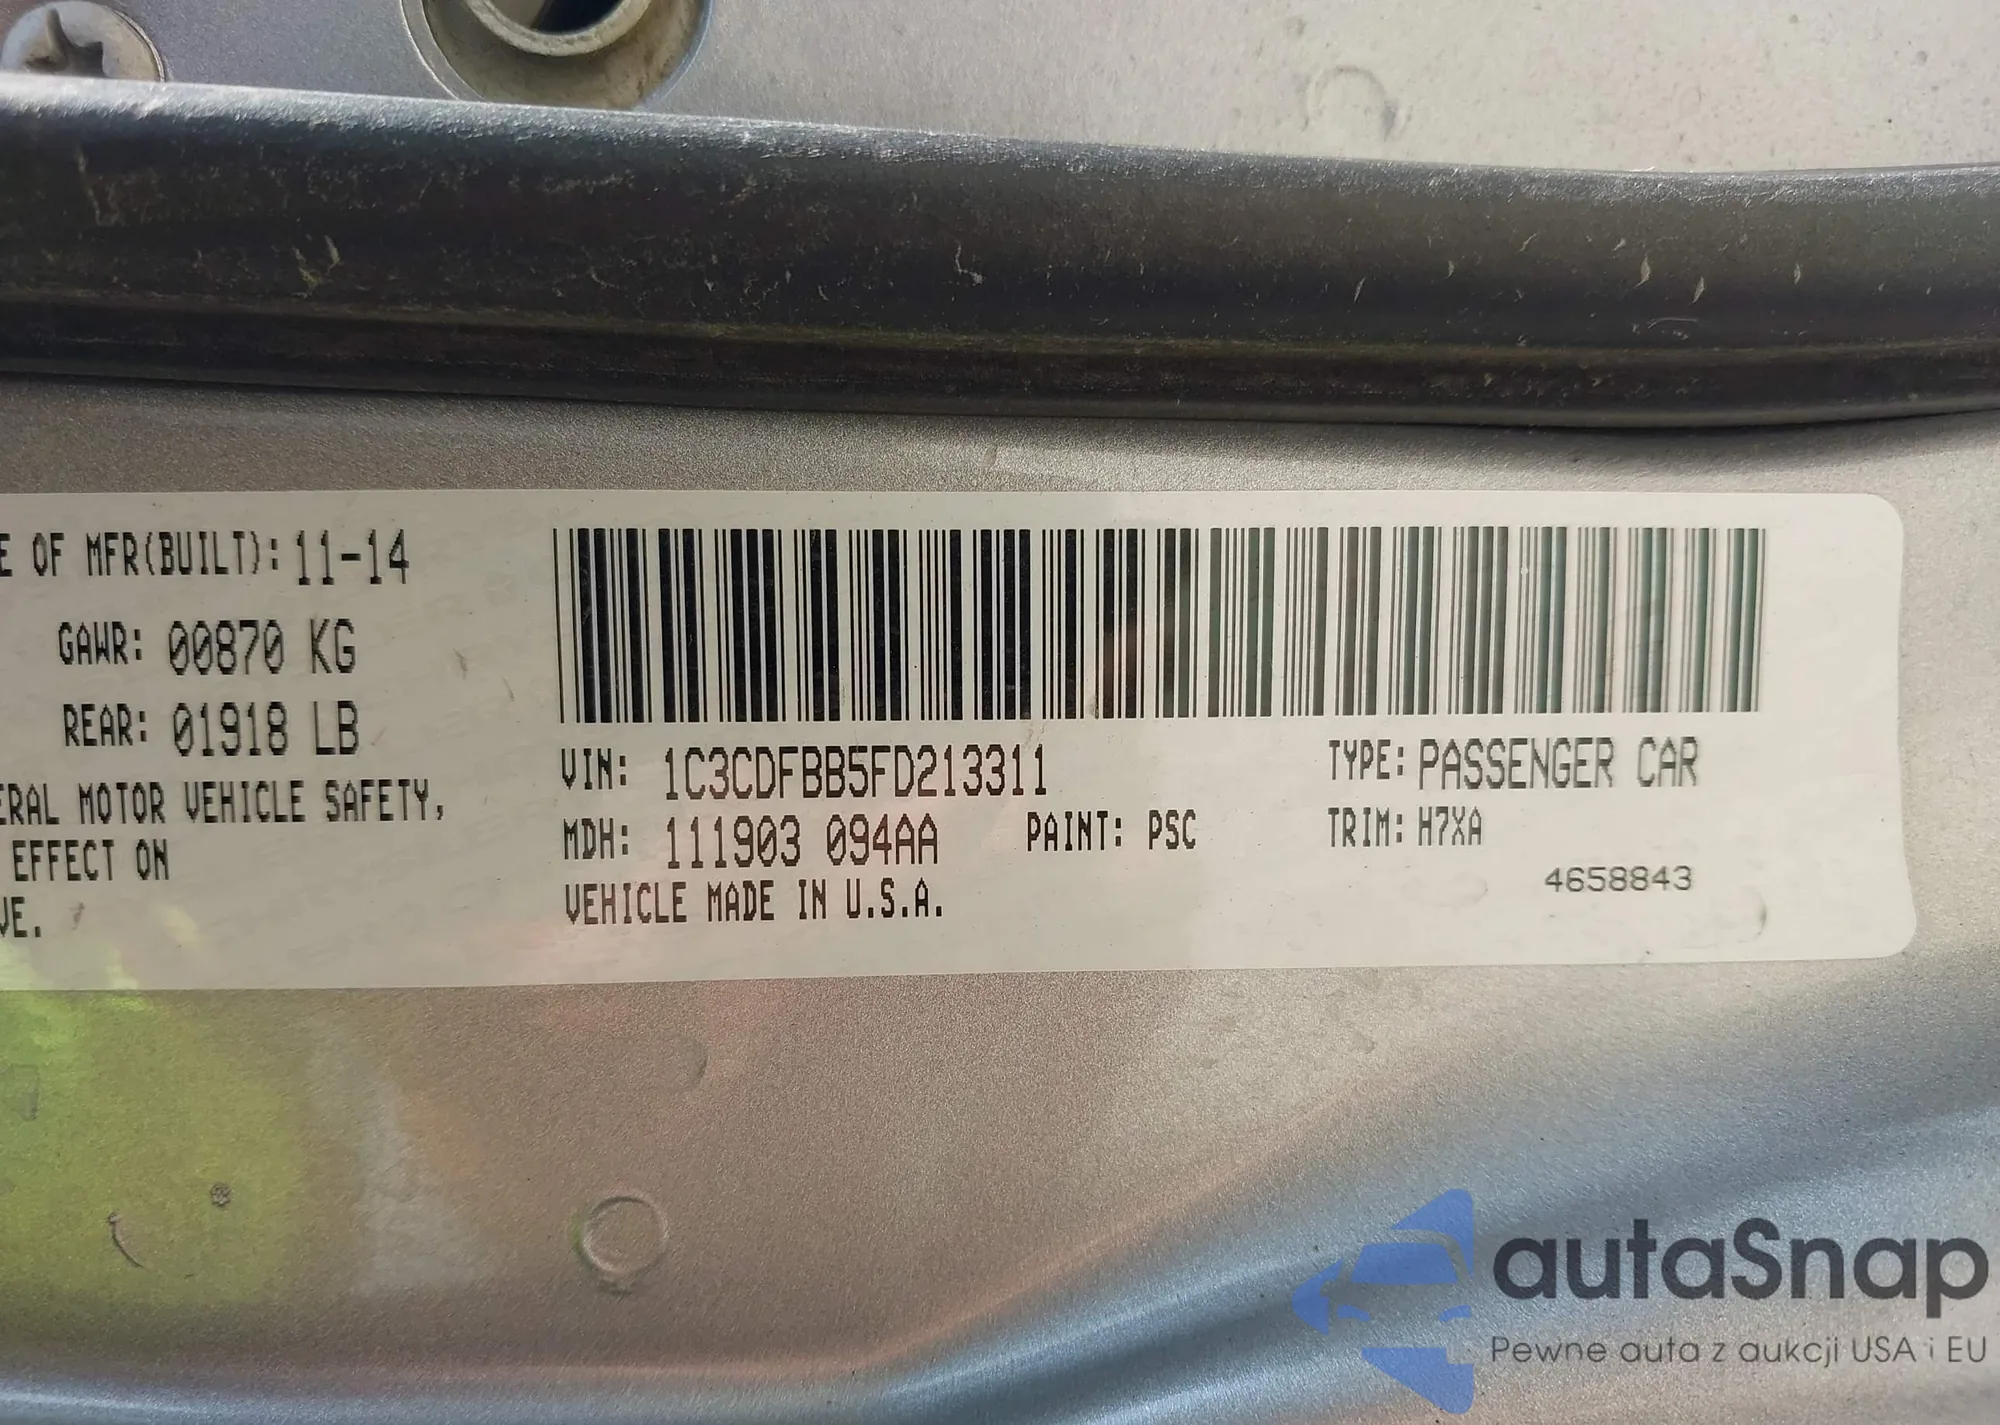 E OF MFR(BUILT): 11-14
GAWR: 00870 KG
REAR: 01918 LB
ERAL MOTOR VEHICLE SAFETY,
EFFECT ON
VE.
VIN: 1C3CDFBB5FD213311
TYPE: PASSENGER CAR
MDH: 111903 094AA
PAINT: PSC
TRIM: H7XA
VEHICLE MADE IN U.S.A.
4658843
autaSnap
Pewne auta z aukcji USA i EU